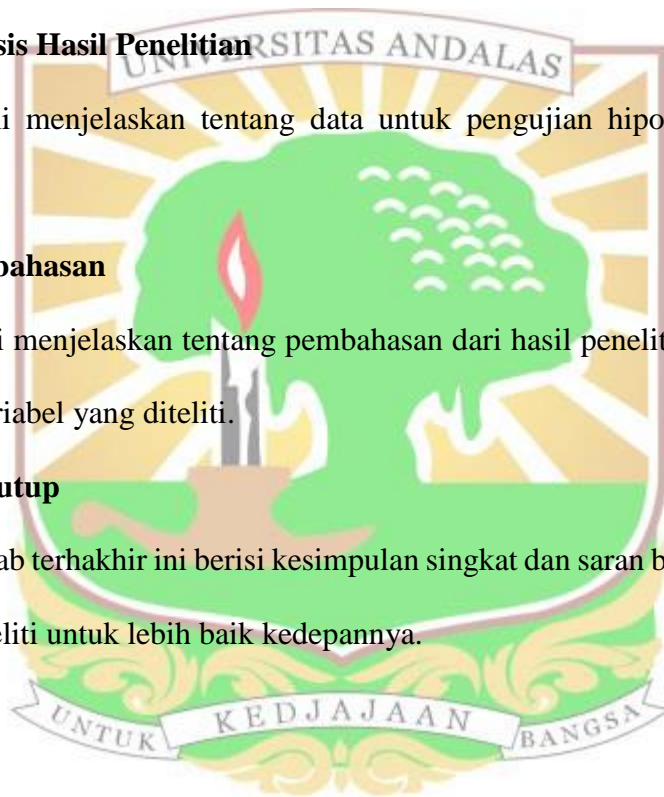 sis Hasil Penelitian
UNIVERSITAS ANDALAS
i menjelaskan tentang data untuk pengujian hipo
bahasan
i menjelaskan tentang pembahasan dari hasil penelit
riabel yang diteliti.
utup
ab terhakhir ini berisi kesimpulan singkat dan saran b
eliti untuk lebih baik kedepannya.
UNTUK KEDJAJAAN BANGSA